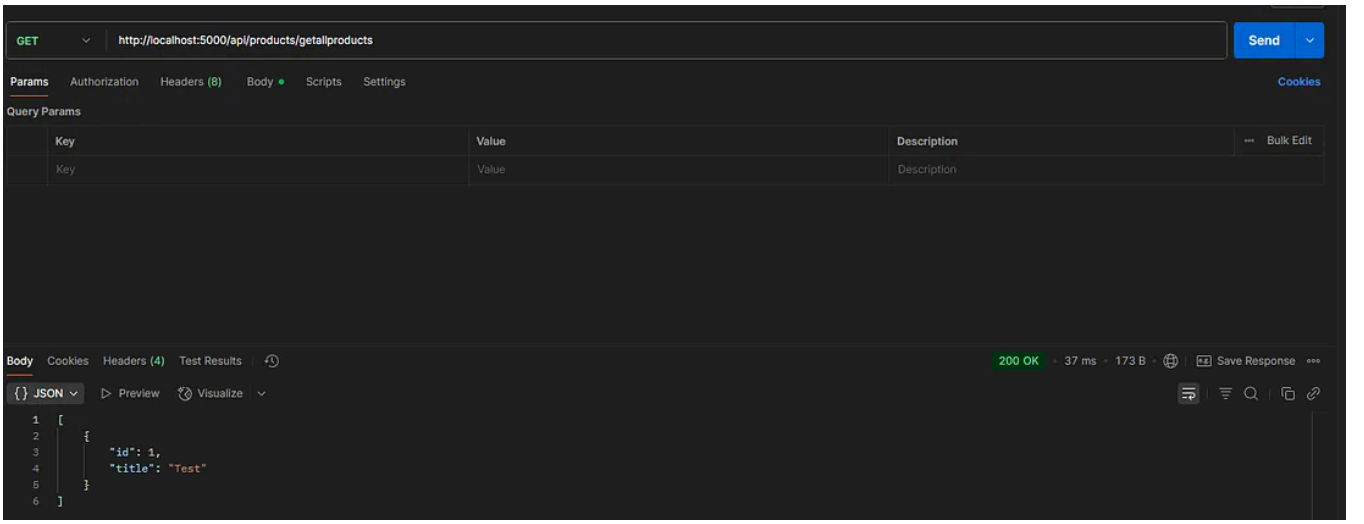 GET http://localhost:5000/api/products/getallproducts Send
Params Authorization Headers (8) Body Scripts Settings Cookies
Query Params
Key Value Description ... Bulk Edit
Key Value Description
Body Cookies Headers (4) Test Results 200 OK 37 ms 173 B e.g. Save Response ...
{} JSON Preview Visualize
1 [
2 {
3 "id": 1,
4 "title": "Test"
5 }
6 ]